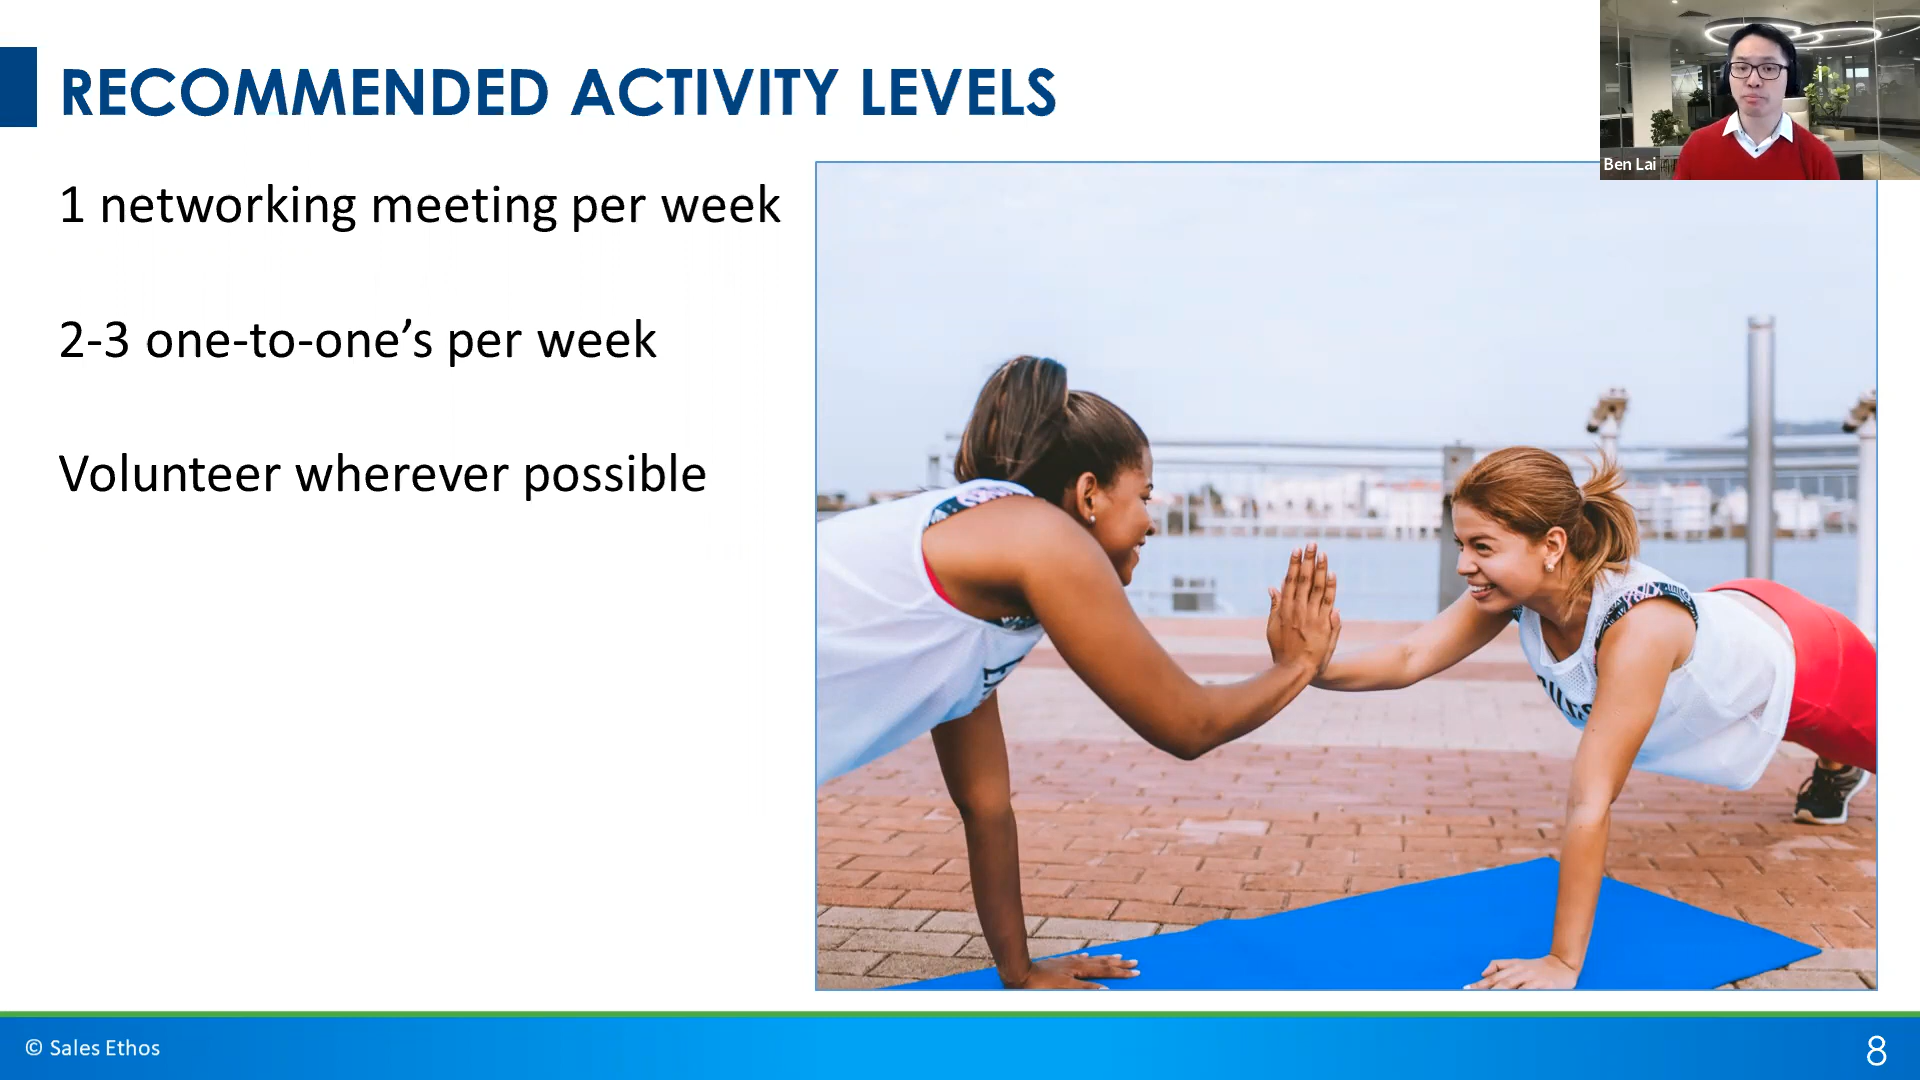 RECOMMENDED ACTIVITY LEVELS
Ben Lai
1 networking meeting per week
2-3 one-to-one’s per week
Volunteer wherever possible
© Sales Ethos
8